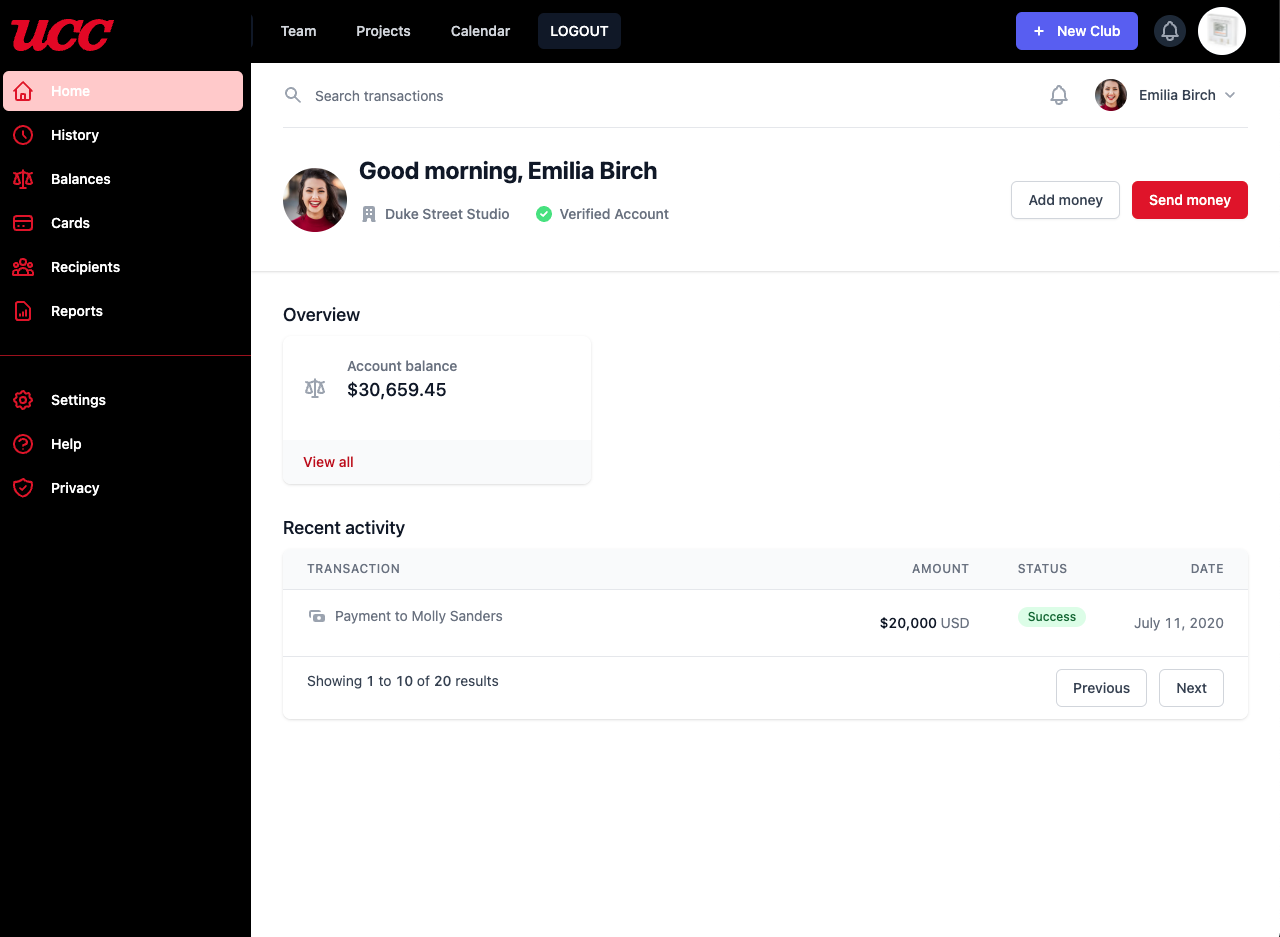 UCC
Team Projects Calendar LOGOUT
+ New Club
Home
History
Balances
Cards
Recipients
Reports
Settings
Help
Privacy
Search transactions
Emilia Birch
Good morning, Emilia Birch
Duke Street Studio Verified Account
Add money Send money
Overview
Account balance
$30,659.45
View all
Recent activity
TRANSACTION AMOUNT STATUS DATE
Payment to Molly Sanders $20,000 USD Success July 11, 2020
Showing 1 to 10 of 20 results
Previous Next